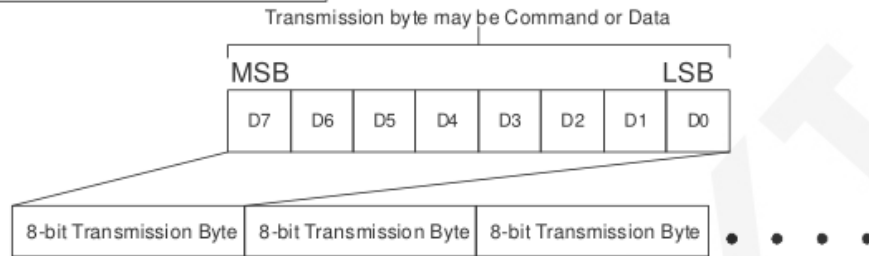 Transmission byte may be Command or Data
MSB LSB
D7 D6 D5 D4 D3 D2 D1 D0
8-bit Transmission Byte 8-bit Transmission Byte 8-bit Transmission Byte